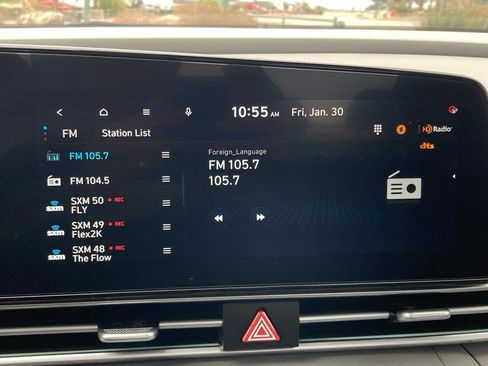 10:55 AM Fri, Jan. 30
FM Station List
HD Radio
dts
FM 105.7
FM 104.5
SXM 50 REC
FLY
SXM 49 REC
Flex2K
SXM 48 REC
The Flow
sxm
sxm
sxm
Foreign_Language
FM 105.7
105.7